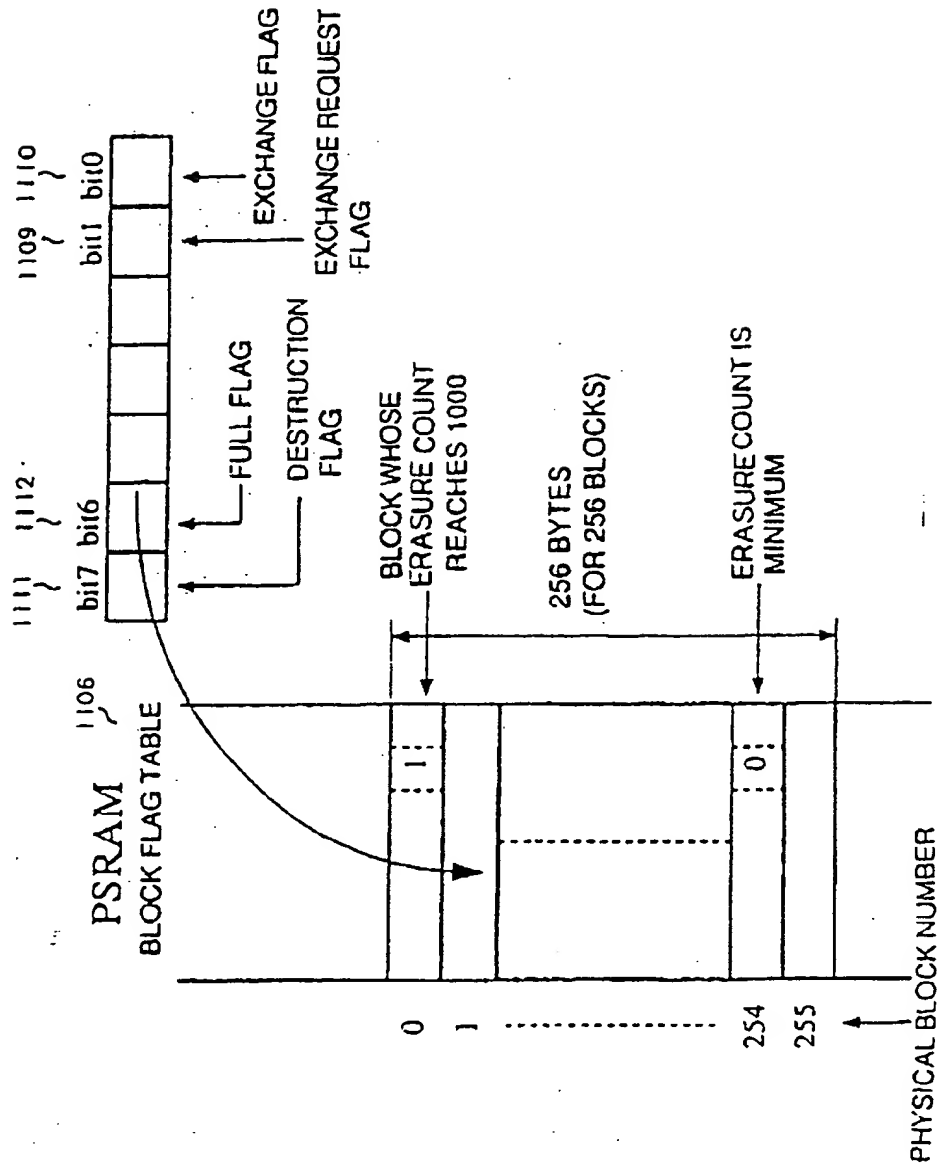 PSRAM
BLOCK FLAG TABLE
1106
1111
1112
1109
1110
bit7
bit6
bit1
bit0
FULL FLAG
DESTRUCTION
FLAG
EXCHANGE FLAG
EXCHANGE REQUEST
FLAG
0
1
1
BLOCK WHOSE
ERASURE COUNT
REACHES 1000
256 BYTES
(FOR 256 BLOCKS)
254
0
ERASURE COUNT IS
MINIMUM
255
PHYSICAL BLOCK NUMBER